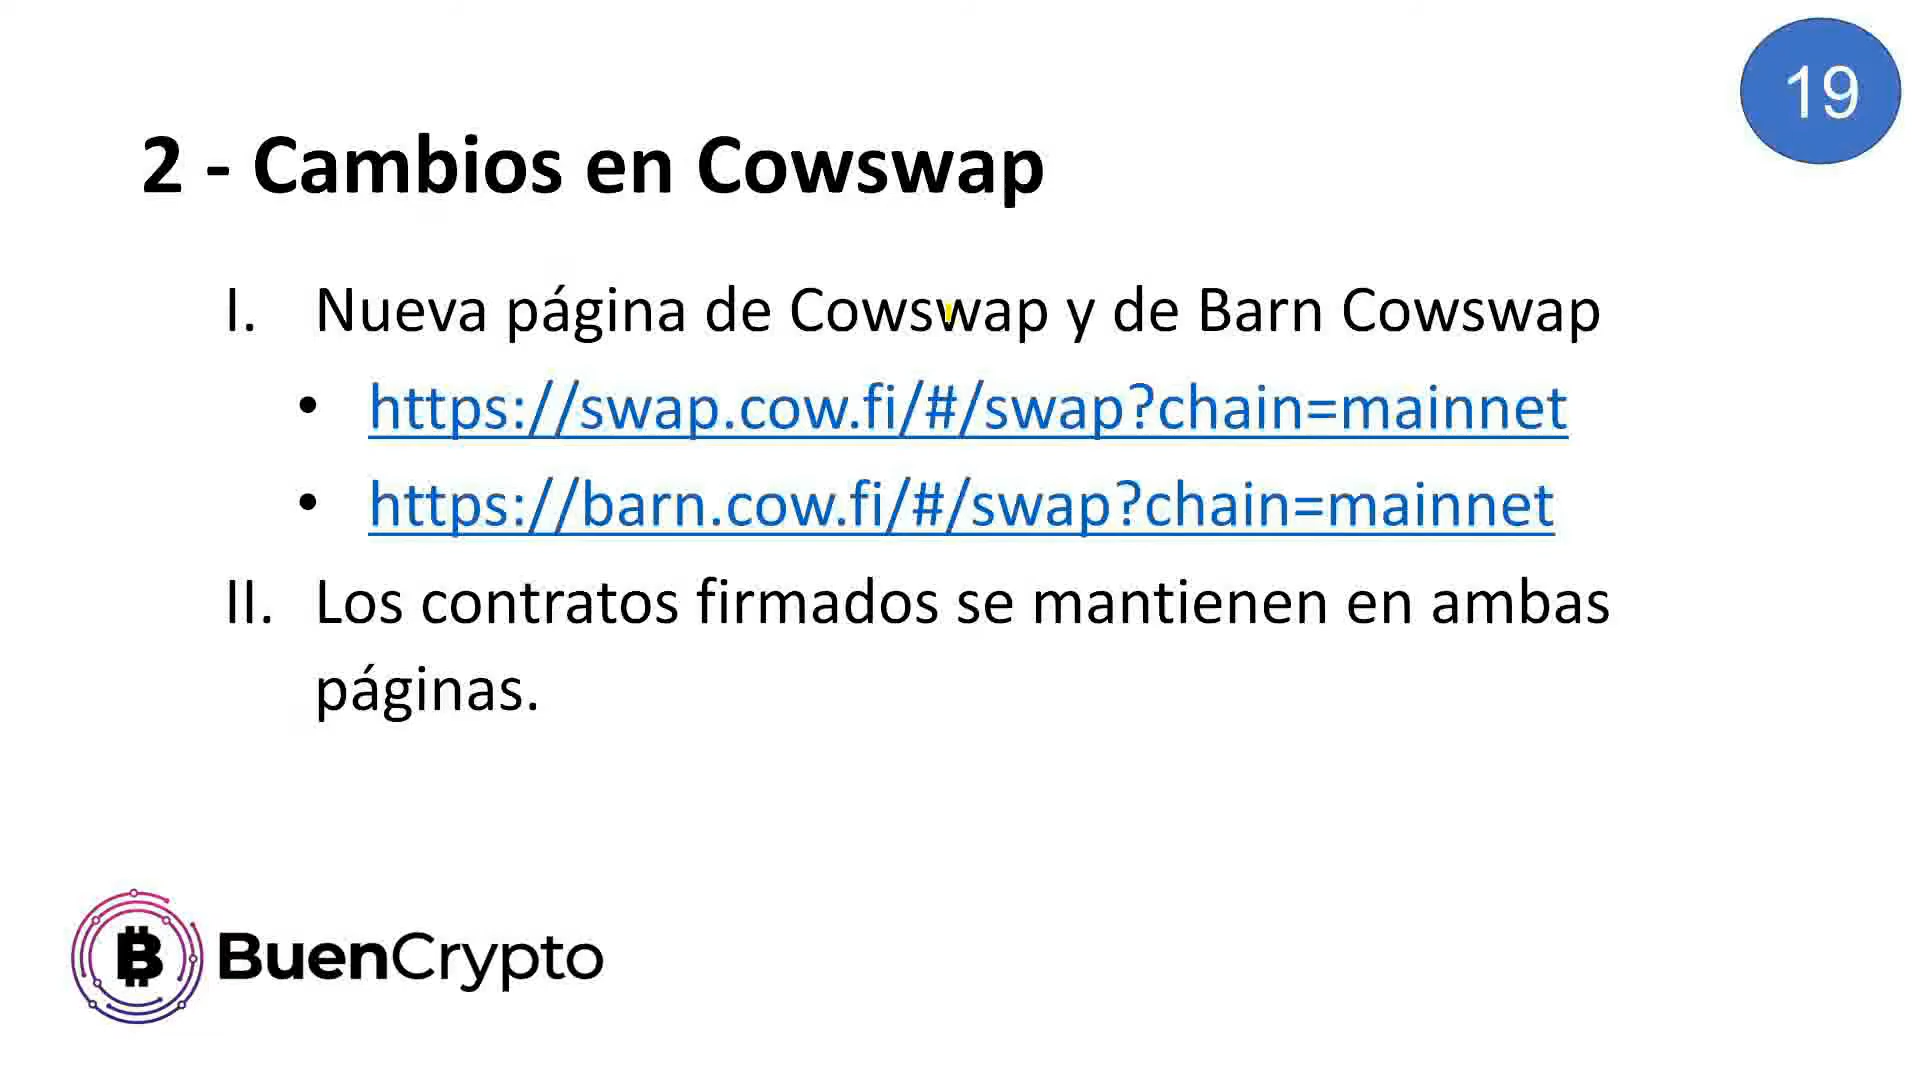 19
2 - Cambios en Cowswap
I. Nueva página de Cowswap y de Barn Cowswap
• https://swap.cow.fi/#/swap?chain=mainnet
• https://barn.cow.fi/#/swap?chain=mainnet
II. Los contratos firmados se mantienen en ambas
páginas.
BuenCrypto